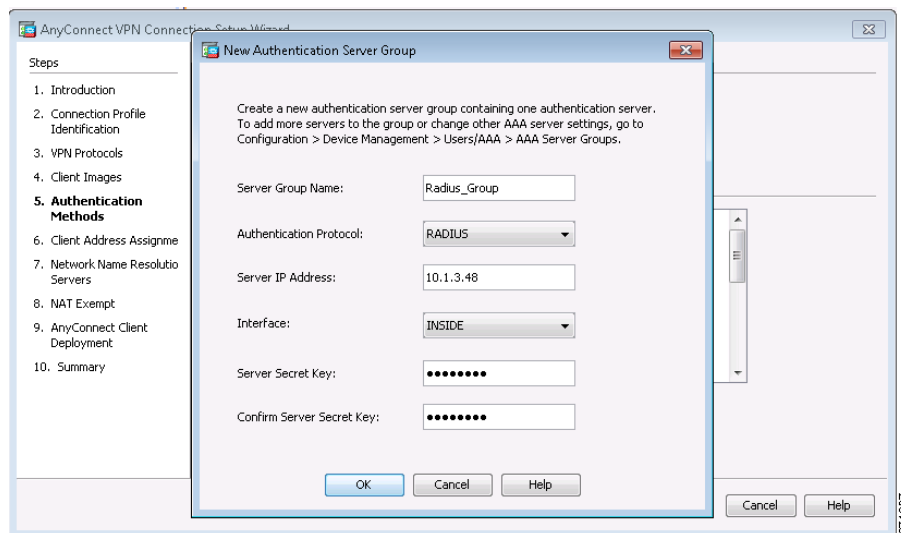 AnyConnect VPN Connection Setup Wizard
New Authentication Server Group
Steps
1. Introduction
2. Connection Profile
Identification
3. VPN Protocols
4. Client Images
5. Authentication
Methods
6. Client Address Assignme
7. Network Name Resolutio
Servers
8. NAT Exempt
9. AnyConnect Client
Deployment
10. Summary
Create a new authentication server group containing one authentication server.
To add more servers to the group or change other AAA server settings, go to
Configuration > Device Management > Users/AAA > AAA Server Groups.
Server Group Name: Radius_Group
Authentication Protocol: RADIUS
Server IP Address: 10.1.3.48
Interface: INSIDE
Server Secret Key: ●●●●●●●●
Confirm Server Secret Key: ●●●●●●●●
OK Cancel Help
Cancel Help